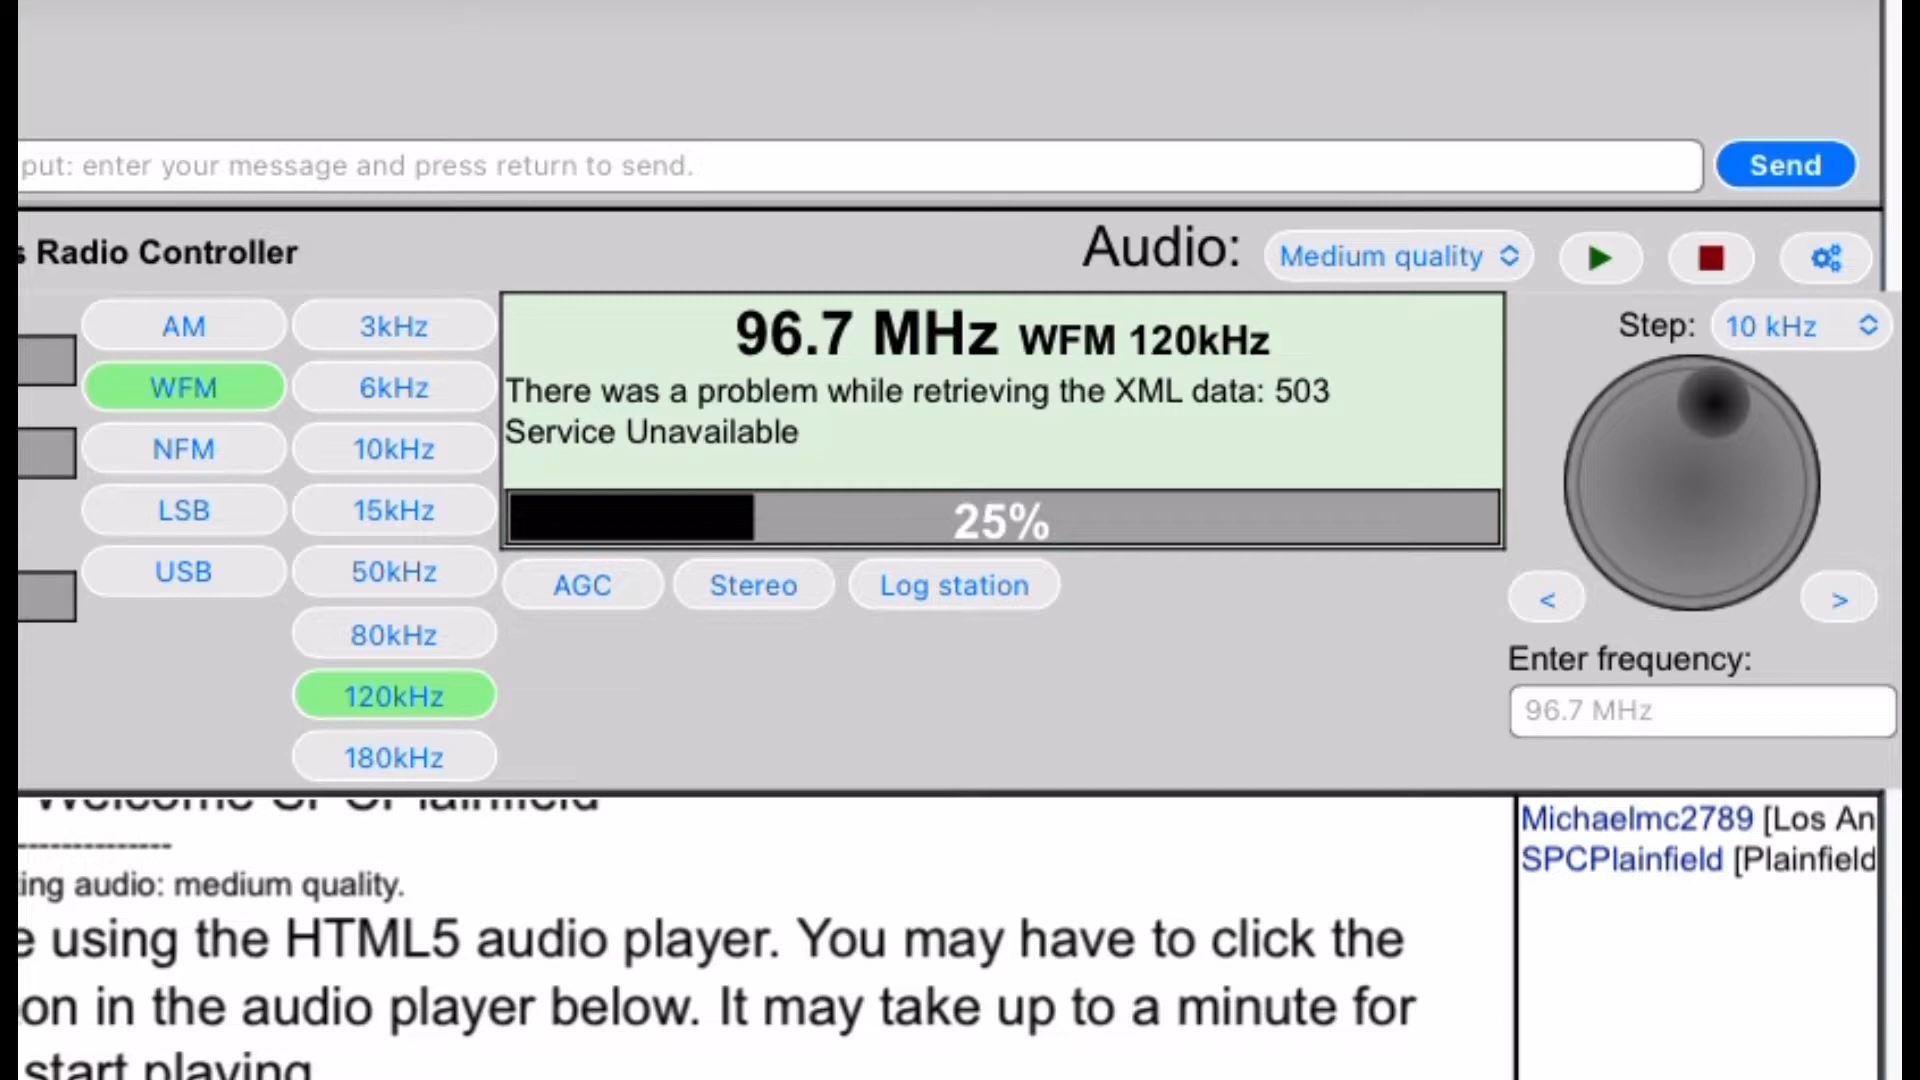 put: enter your message and press return to send.
Send
s Radio Controller
Audio:
Medium quality
AM
3kHz
96.7 MHz WFM 120kHz
Step:
10 kHz
WFM
6kHz
There was a problem while retrieving the XML data: 503
Service Unavailable
NFM
10kHz
LSB
15kHz
25%
USB
50kHz
AGC
Stereo
Log station
<
>
80kHz
Enter frequency:
120kHz
96.7 MHz
180kHz
Welcome SPCPlainfield
---------------
ing audio: medium quality.
e using the HTML5 audio player. You may have to click the
on in the audio player below. It may take up to a minute for
start playing
Michaelmc2789 [Los An
SPCPlainfield [Plainfield